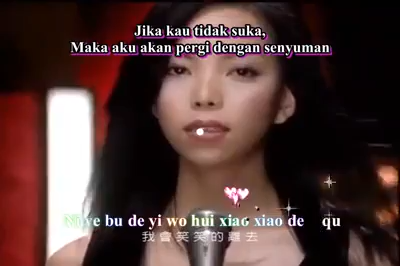 Jika kau tidak suka,
Maka aku akan pergi dengan senyuman
Ni ye bu de yi wo hui xiao xiao de qu
我會笑笑的離去